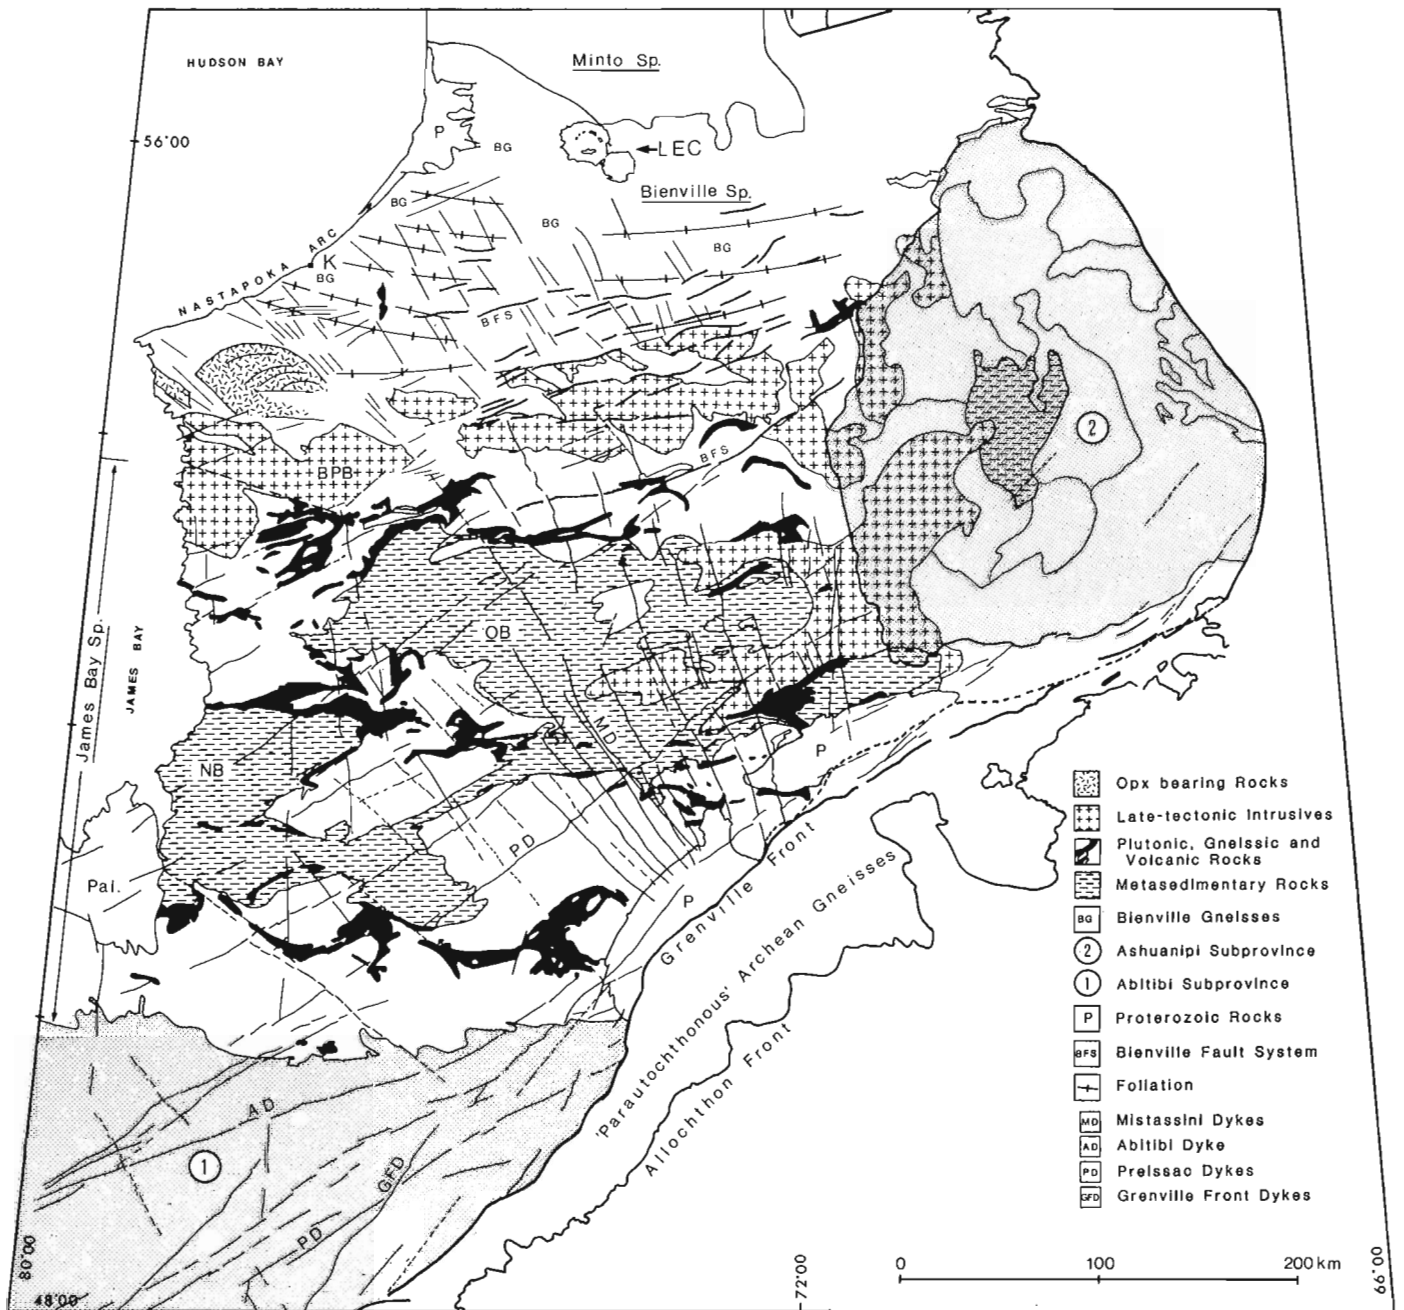 HUDSON BAY
Minto Sp.
P
56°00
BG
LEC
Bienville Sp.
BG
BG
BG
NASTAPOKA ARC
K
BG
BFS
2
BPB
BFS
James Bay Sp.
JAMES BAY
OB
MD
NB
P
PD
Pal.
P
Grenville Front
'Parautochthonous' Archean Gneisses
Allochthon Front
Opx bearing Rocks
Late-tectonic Intrusives
Plutonic, Gneissic and
Volcanic Rocks
Metasedimentary Rocks
BG Bienville Gneisses
2 Ashuanipi Subprovince
1 Abitibi Subprovince
P Proterozoic Rocks
BFS Bienville Fault System
Foliation
MD Mistassini Dykes
AD Abitibi Dyke
PD Preissac Dykes
GFD Grenville Front Dykes
AD
1
GFD
PD
80°00
48°00
72°00
0 100 200 km
66°00